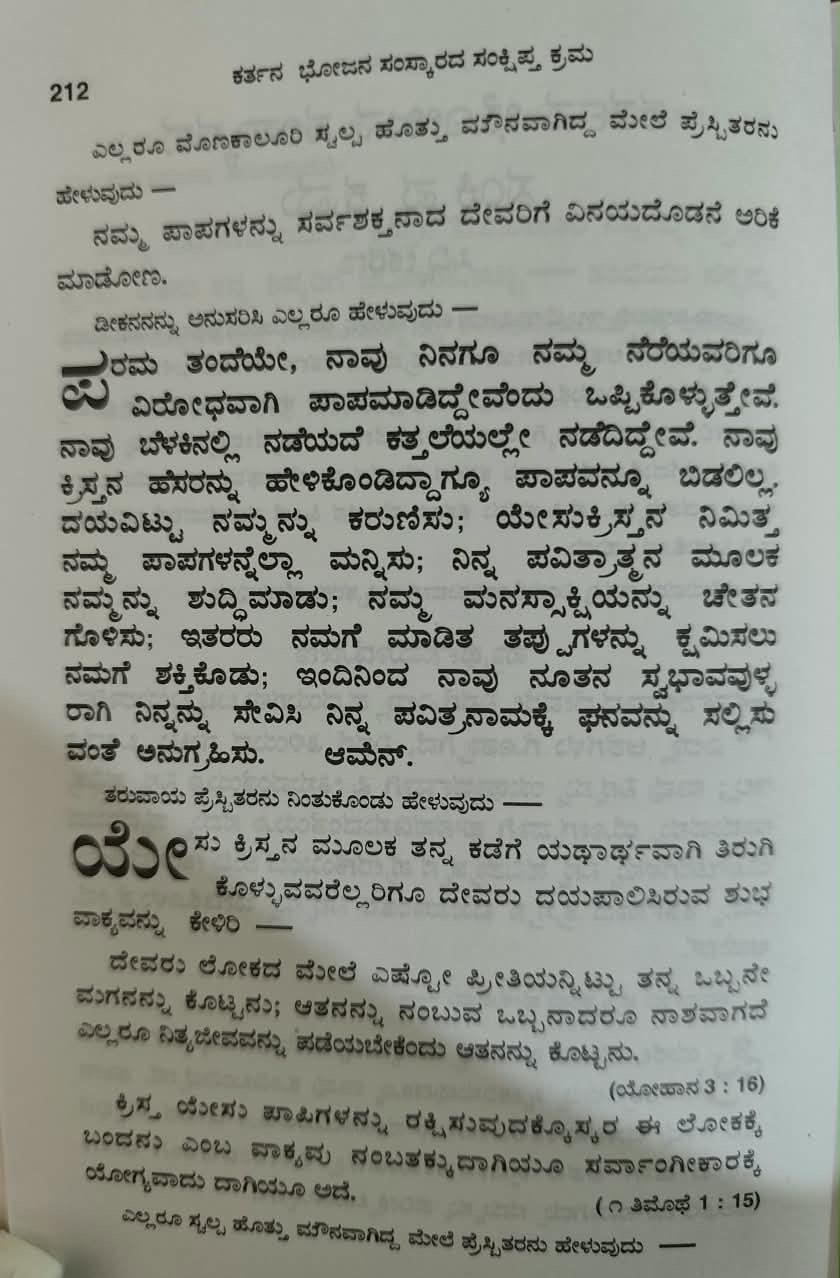 212
ಕರ್ತನ ಭೋಜನ ಸಂಸ್ಕಾರದ ಸಂಕ್ಷಿಪ್ತ ಕ್ರಮ
ಎಲ್ಲರೂ ಮೊಣಕಾಲೂರಿ ಸ್ವಲ್ಪ ಹೊತ್ತು ಮೌನವಾಗಿದ್ದ ಮೇಲೆ ಪ್ರೆಸ್ಬಿತರನು
ಹೇಳುವುದು —
ನಮ್ಮ ಪಾಪಗಳನ್ನು ಸರ್ವಶಕ್ತನಾದ ದೇವರಿಗೆ ವಿನಯದೊಡನೆ ಅರಿಕೆ
ಮಾಡೋಣ.
ಡೀಕನನನ್ನು ಅನುಸರಿಸಿ ಎಲ್ಲರೂ ಹೇಳುವುದು —
ಪರಮ ತಂದೆಯೇ, ನಾವು ನಿನಗೂ ನಮ್ಮ ನೆರೆಯವರಿಗೂ
ವಿರೋಧವಾಗಿ ಪಾಪಮಾಡಿದ್ದೇವೆಂದು ಒಪ್ಪಿಕೊಳ್ಳುತ್ತೇವೆ.
ನಾವು ಬೆಳಕಿನಲ್ಲಿ ನಡೆಯದೆ ಕತ್ತಲೆಯಲ್ಲೇ ನಡೆದಿದ್ದೇವೆ. ನಾವು
ಕ್ರಿಸ್ತನ ಹೆಸರನ್ನು ಹೇಳಿಕೊಂಡಿದ್ದಾಗ್ಯೂ ಪಾಪವನ್ನೂ ಬಿಡಲಿಲ್ಲ.
ದಯವಿಟ್ಟು ನಮ್ಮನ್ನು ಕರುಣಿಸು; ಯೇಸುಕ್ರಿಸ್ತನ ನಿಮಿತ್ತ
ನಮ್ಮ ಪಾಪಗಳನ್ನೆಲ್ಲಾ ಮನ್ನಿಸು; ನಿನ್ನ ಪವಿತ್ರಾತ್ಮನ ಮೂಲಕ
ನಮ್ಮನ್ನು ಶುದ್ಧಿಮಾಡು; ನಮ್ಮ ಮನಸ್ಸಾಕ್ಷಿಯನ್ನು ಚೇತನ
ಗೊಳಿಸು; ಇತರರು ನಮಗೆ ಮಾಡಿತ ತಪ್ಪುಗಳನ್ನು ಕ್ಷಮಿಸಲು
ನಮಗೆ ಶಕ್ತಿಕೊಡು; ಇಂದಿನಿಂದ ನಾವು ನೂತನ ಸ್ವಭಾವವುಳ್ಳ
ರಾಗಿ ನಿನ್ನನ್ನು ಸೇವಿಸಿ ನಿನ್ನ ಪವಿತ್ರನಾಮಕ್ಕೆ ಘನವನ್ನು ಸಲ್ಲಿಸು
ವಂತೆ ಅನುಗ್ರಹಿಸು. ಆಮೆನ್.
ತರುವಾಯ ಪ್ರೆಸ್ಬಿತರನು ನಿಂತುಕೊಂಡು ಹೇಳುವುದು —
ಯೇಸು ಕ್ರಿಸ್ತನ ಮೂಲಕ ತನ್ನ ಕಡೆಗೆ ಯಥಾರ್ಥವಾಗಿ ತಿರುಗಿ
ಕೊಳ್ಳುವವರೆಲ್ಲರಿಗೂ ದೇವರು ದಯಪಾಲಿಸಿರುವ ಶುಭ
ವಾಕ್ಯವನ್ನು ಕೇಳಿರಿ —
ದೇವರು ಲೋಕದ ಮೇಲೆ ಎಷ್ಟೋ ಪ್ರೀತಿಯನ್ನಿಟ್ಟು ತನ್ನ ಒಬ್ಬನೇ
ಮಗನನ್ನು ಕೊಟ್ಟನು; ಆತನನ್ನು ನಂಬುವ ಒಬ್ಬನಾದರೂ ನಾಶವಾಗದೆ
ಎಲ್ಲರೂ ನಿತ್ಯಜೀವವನ್ನು ಪಡೆಯಬೇಕೆಂದು ಆತನನ್ನು ಕೊಟ್ಟನು.
(ಯೋಹಾನ 3 : 16)
ಕ್ರಿಸ್ತ ಯೇಸು ಪಾಪಿಗಳನ್ನು ರಕ್ಷಿಸುವುದಕ್ಕೊಸ್ಕರ ಈ ಲೋಕಕ್ಕೆ
ಬಂದನು ಎಂಬ ವಾಕ್ಯವು ನಂಬತಕ್ಕುದಾಗಿಯೂ ಸರ್ವಾಂಗೀಕಾರಕ್ಕೆ
ಯೋಗ್ಯವಾದು ದಾಗಿಯೂ ಅದೆ.
(೧ ತಿಮೊಥೆ 1 : 15)
ಎಲ್ಲರೂ ಸ್ವಲ್ಪ ಹೊತ್ತು ಮೌನವಾಗಿದ್ದ ಮೇಲೆ ಪ್ರೆಸ್ಬಿತರನು ಹೇಳುವುದು —